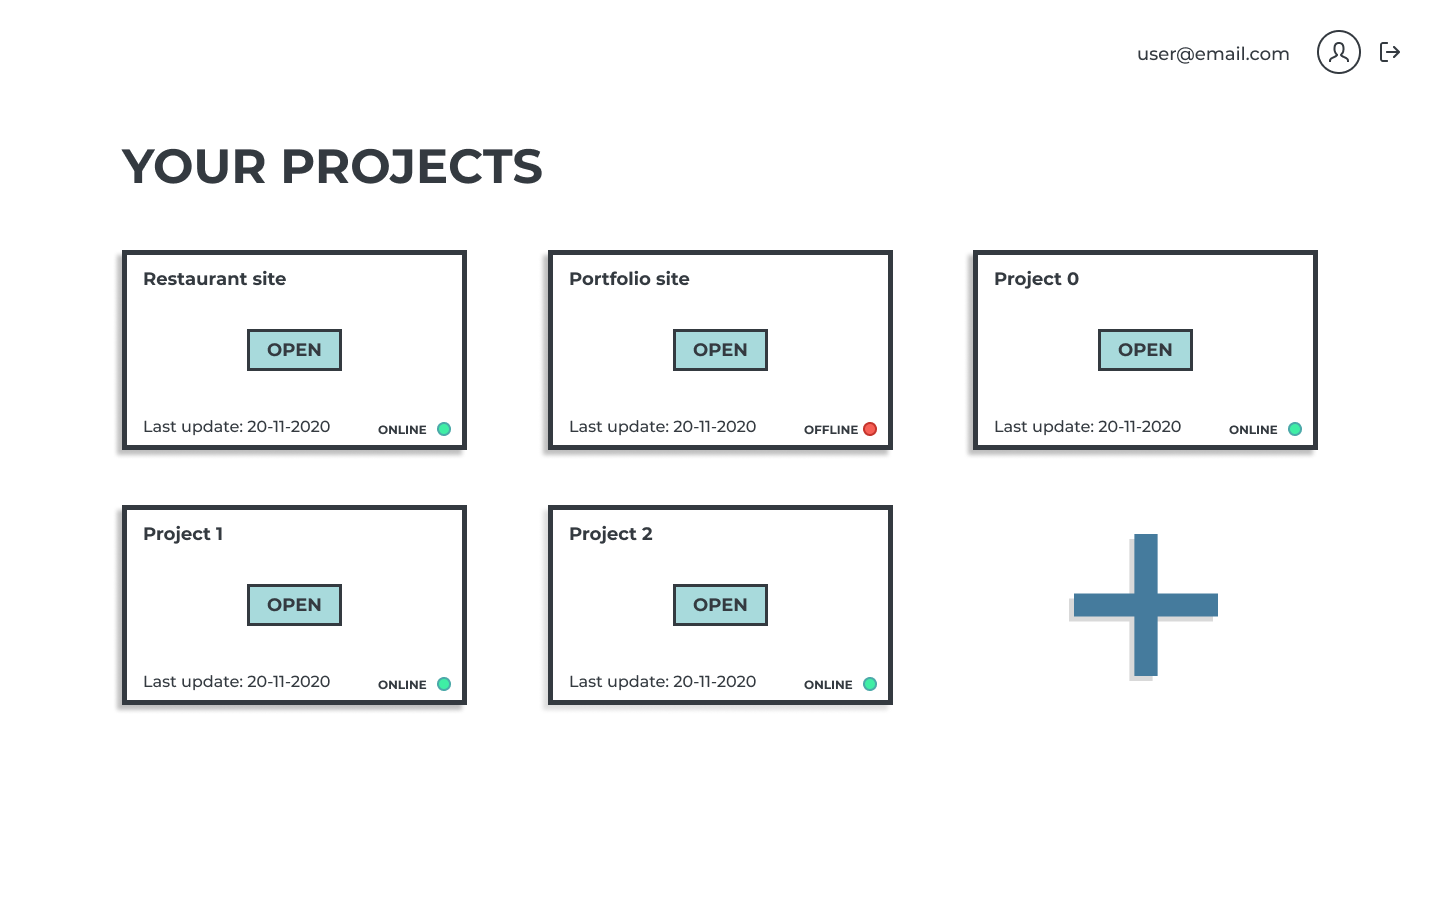 user@email.com
YOUR PROJECTS
Restaurant site
OPEN
Last update: 20-11-2020 ONLINE
Portfolio site
OPEN
Last update: 20-11-2020 OFFLINE
Project 0
OPEN
Last update: 20-11-2020 ONLINE
Project 1
OPEN
Last update: 20-11-2020 ONLINE
Project 2
OPEN
Last update: 20-11-2020 ONLINE